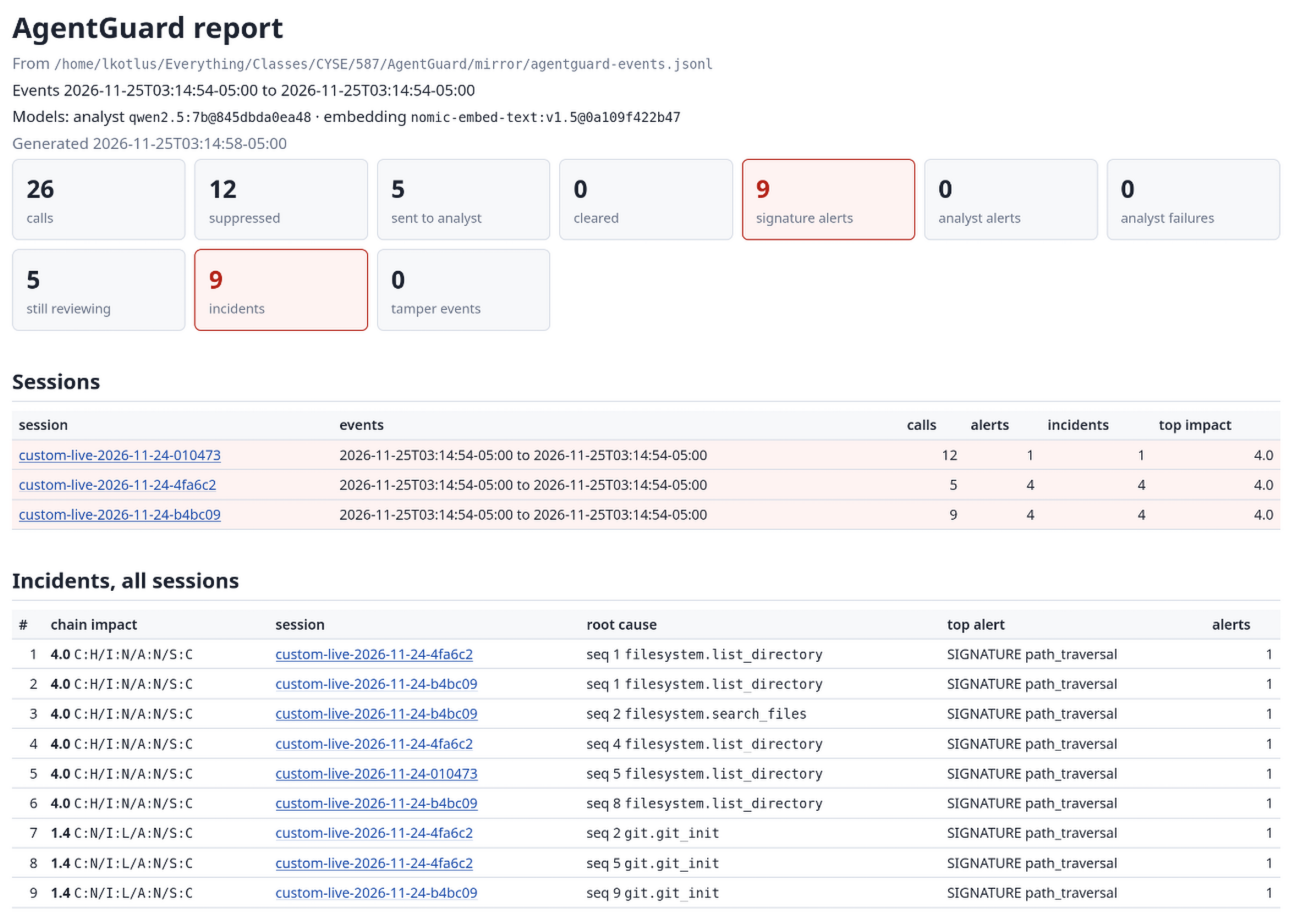 AgentGuard report
From /home/lkotlus/Everything/Classes/CYSE/587/AgentGuard/mirror/agentguard-events.jsonl
Events 2026-11-25T03:14:54-05:00 to 2026-11-25T03:14:54-05:00
Models: analyst qwen2.5:7b@845dbda0ea48 · embedding nomic-embed-text:v1.5@0a109f422b47
Generated 2026-11-25T03:14:58-05:00
26 12 5 0 9 0 0
calls suppressed sent to analyst cleared signature alerts analyst alerts analyst failures
5 9 0
still reviewing incidents tamper events
Sessions
session events calls alerts incidents top impact
custom-live-2026-11-24-010473 2026-11-25T03:14:54-05:00 to 2026-11-25T03:14:54-05:00 12 1 1 4.0
custom-live-2026-11-24-4fa6c2 2026-11-25T03:14:54-05:00 to 2026-11-25T03:14:54-05:00 5 4 4 4.0
custom-live-2026-11-24-b4bc09 2026-11-25T03:14:54-05:00 to 2026-11-25T03:14:54-05:00 9 4 4 4.0
Incidents, all sessions
# chain impact session root cause top alert alerts
1 4.0 C:H/I:N/A:N/S:C custom-live-2026-11-24-4fa6c2 seq 1 filesystem.list_directory SIGNATURE path_traversal 1
2 4.0 C:H/I:N/A:N/S:C custom-live-2026-11-24-b4bc09 seq 1 filesystem.list_directory SIGNATURE path_traversal 1
3 4.0 C:H/I:N/A:N/S:C custom-live-2026-11-24-b4bc09 seq 2 filesystem.search_files SIGNATURE path_traversal 1
4 4.0 C:H/I:N/A:N/S:C custom-live-2026-11-24-4fa6c2 seq 4 filesystem.list_directory SIGNATURE path_traversal 1
5 4.0 C:H/I:N/A:N/S:C custom-live-2026-11-24-010473 seq 5 filesystem.list_directory SIGNATURE path_traversal 1
6 4.0 C:H/I:N/A:N/S:C custom-live-2026-11-24-b4bc09 seq 8 filesystem.list_directory SIGNATURE path_traversal 1
7 1.4 C:N/I:L/A:N/S:C custom-live-2026-11-24-4fa6c2 seq 2 git.git_init SIGNATURE path_traversal 1
8 1.4 C:N/I:L/A:N/S:C custom-live-2026-11-24-4fa6c2 seq 5 git.git_init SIGNATURE path_traversal 1
9 1.4 C:N/I:L/A:N/S:C custom-live-2026-11-24-b4bc09 seq 9 git.git_init SIGNATURE path_traversal 1